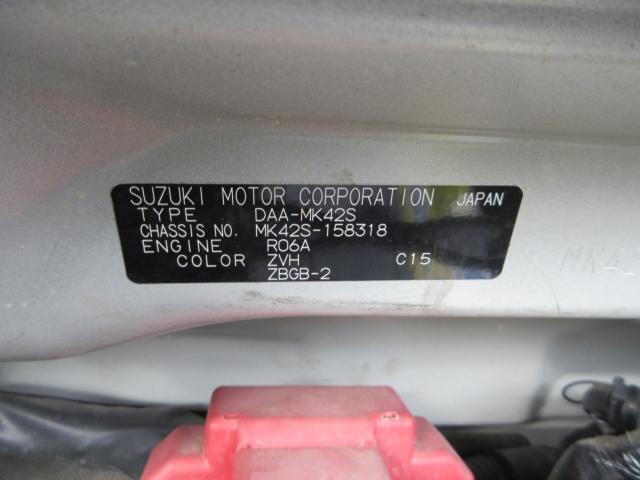 SUZUKI MOTOR CORPORATION JAPAN
TYPE DAA-MK42S
CHASSIS NO. MK42S-158318
ENGINE R06A
COLOR ZVH C15
ZBGB-2